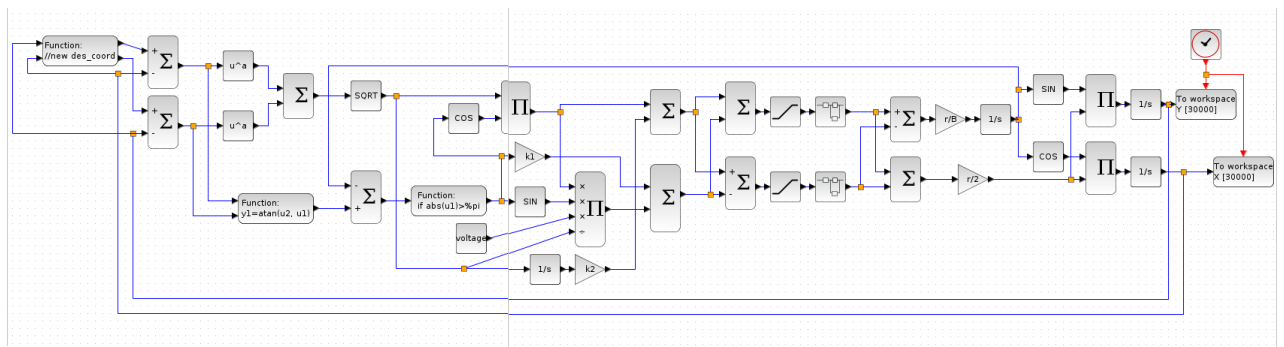 Function:
//new des_coord
+
Σ
-
+
Σ
-
u^a
u^a
Σ
SQRT
Function:
y1=atan(u2, u1)
-
Σ
+
Function:
if abs(u1)>%pi
COS
Π
k1
SIN
voltage
×
×
×
÷
Π
1/s
k2
Σ
Σ
Σ
+
Σ
-
+
Σ
-
Σ
r/B
r/2
1/s
SIN
COS
Π
Π
1/s
1/s
To workspace
Y [30000]
To workspace
X [30000]